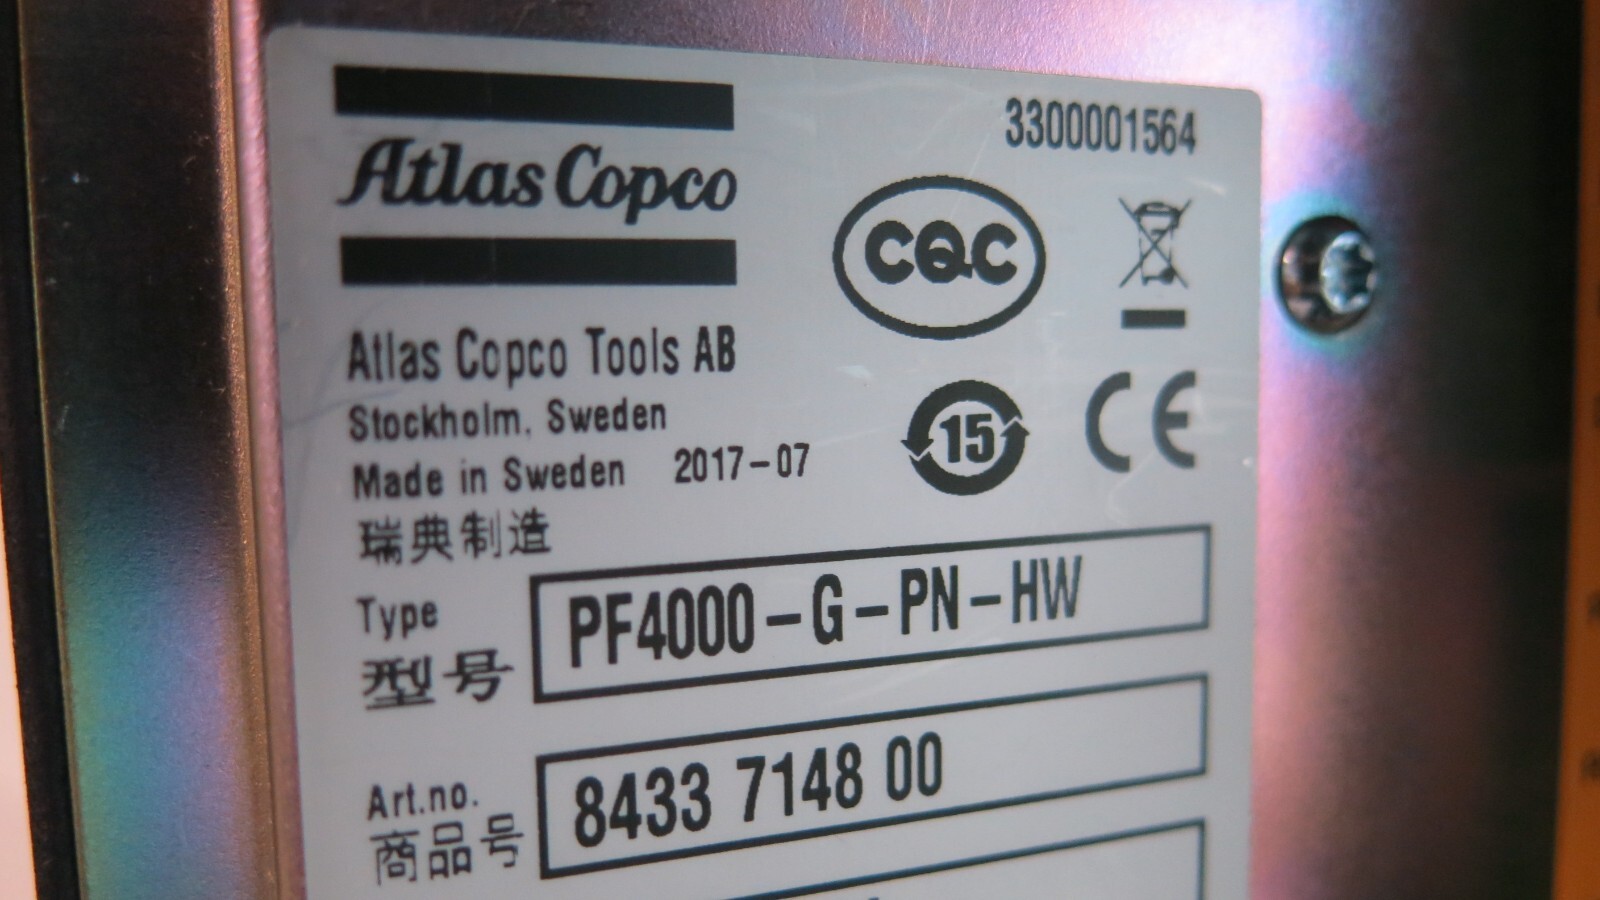 Atlas Copco
3300001564
CQC
Atlas Copco Tools AB
Stockholm, Sweden
Made in Sweden 2017-07
15
CE
瑞典制造
Type
PF4000-G-PN-HW
型号
Art.no.
8433 7148 00
商品号